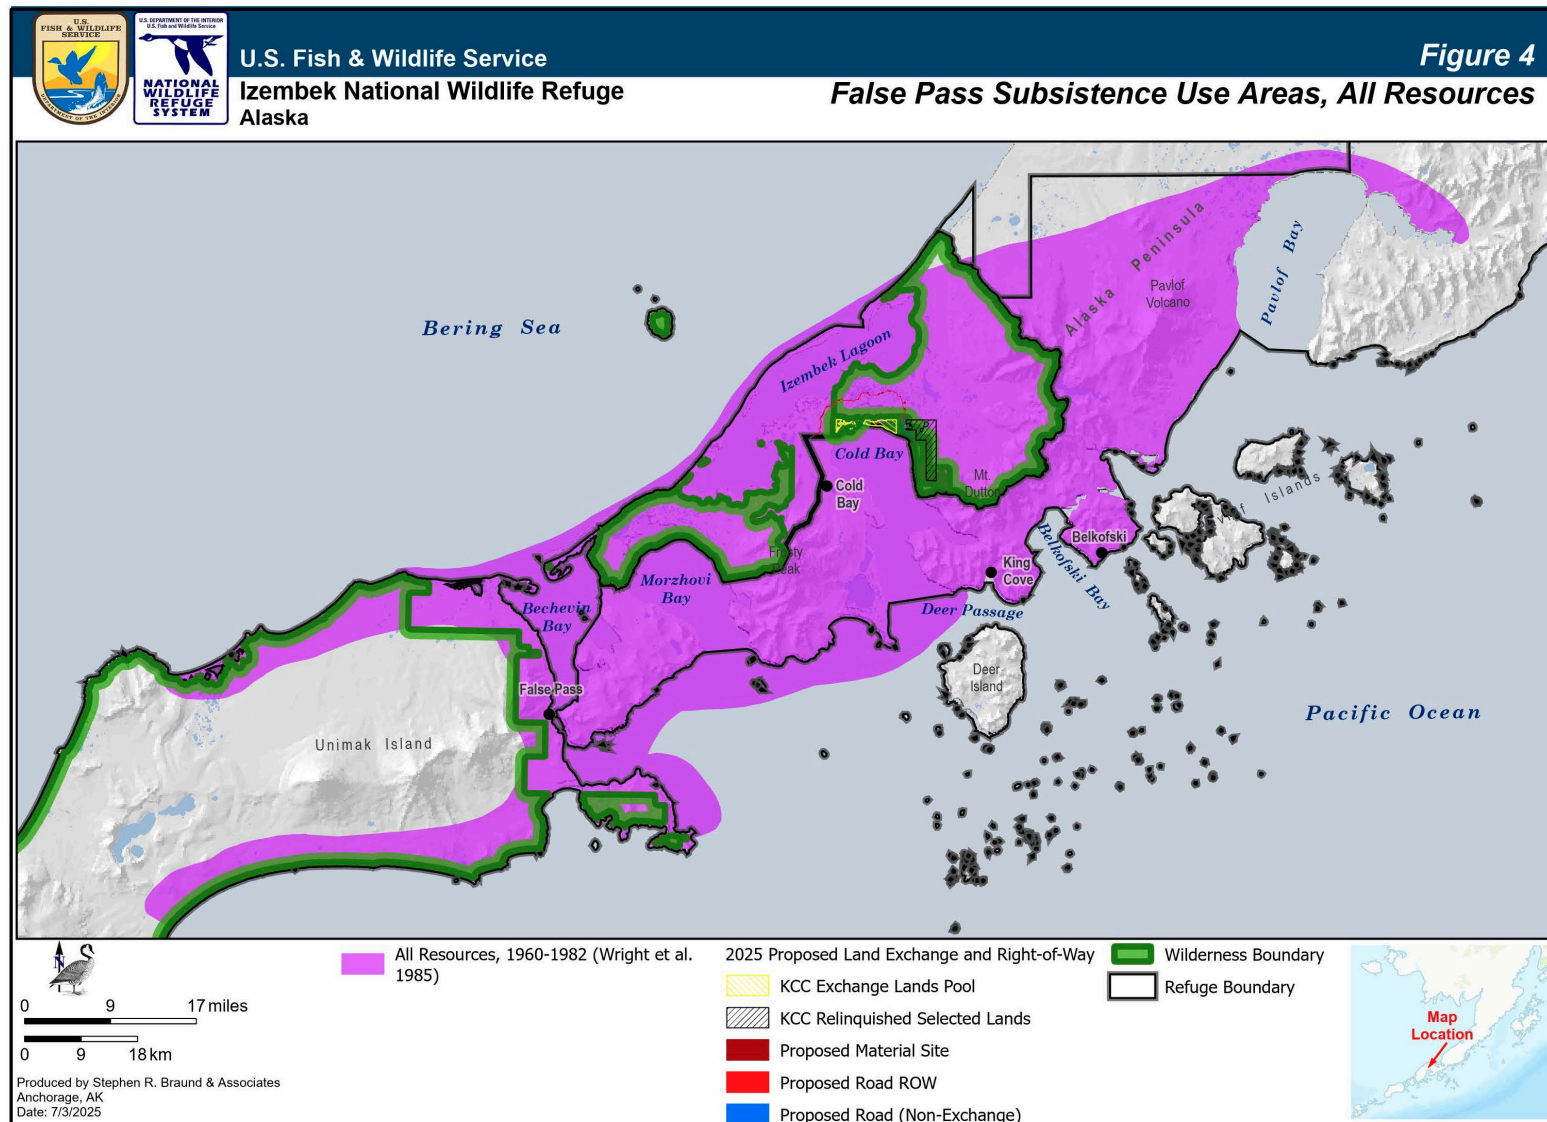 U.S.
FISH & WILDLIFE
SERVICE
DEPARTMENT OF THE INTERIOR
U.S. DEPARTMENT OF THE INTERIOR
U.S. Fish and Wildlife Service
NATIONAL
WILDLIFE
REFUGE
SYSTEM
U.S. Fish & Wildlife Service
Figure 4
Izembek National Wildlife Refuge
Alaska
False Pass Subsistence Use Areas, All Resources
Bering Sea
Alaska Peninsula
Pavlof
Volcano
Pavlof Bay
Izembek Lagoon
Cold Bay
Cold
Bay
Mt.
Dutton
Frosty
Peak
Morzhovi
Bay
Bechevin
Bay
King
Cove
Belkofski
Belkofski Bay
Deer Passage
Deer
Island
Islands
False Pass
Unimak Island
Pacific Ocean
N
0 9 17 miles
0 9 18 km
Produced by Stephen R. Braund & Associates
Anchorage, AK
Date: 7/3/2025
All Resources, 1960-1982 (Wright et al.
1985)
2025 Proposed Land Exchange and Right-of-Way
KCC Exchange Lands Pool
KCC Relinquished Selected Lands
Proposed Material Site
Proposed Road ROW
Proposed Road (Non-Exchange)
Wilderness Boundary
Refuge Boundary
Map
Location